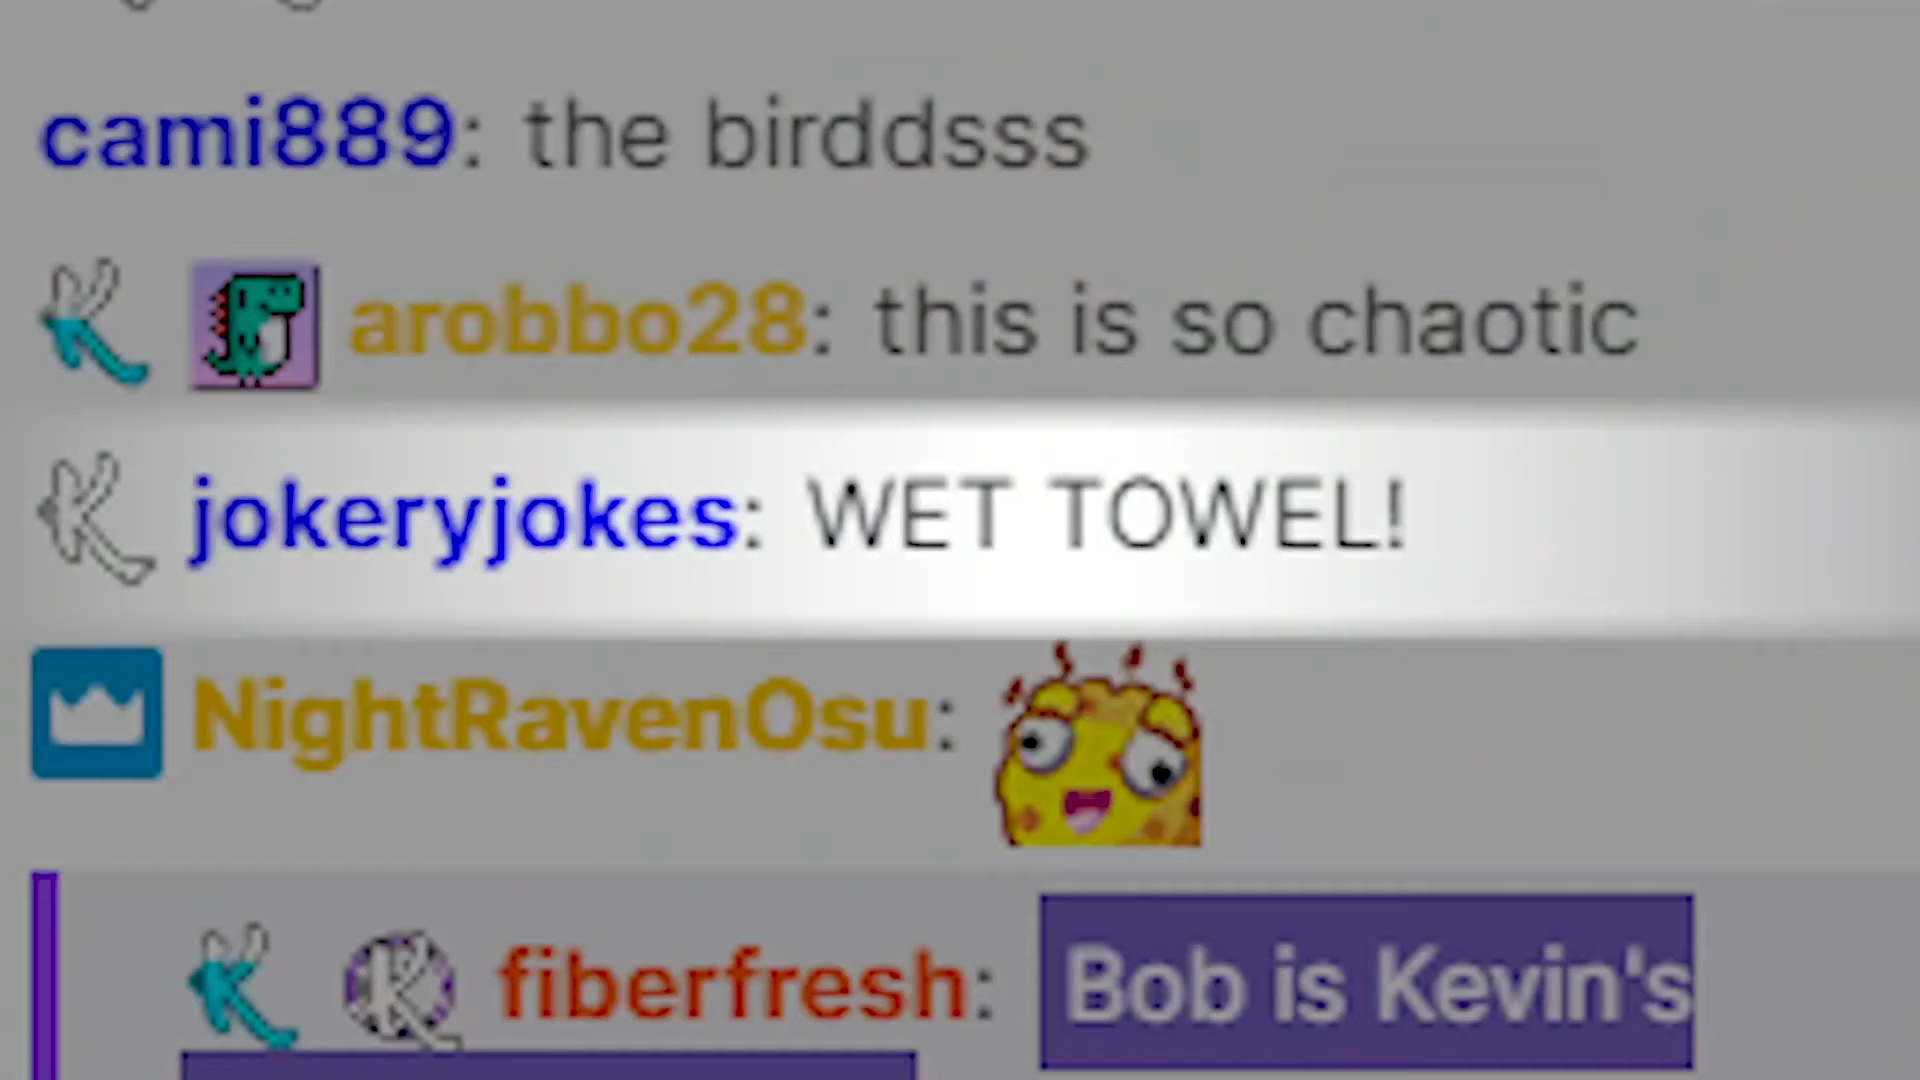 cami889: the birddsss
arobbo28: this is so chaotic
jokeryjokes: WET TOWEL!
NightRavenOsu:
fiberfresh: Bob is Kevin's